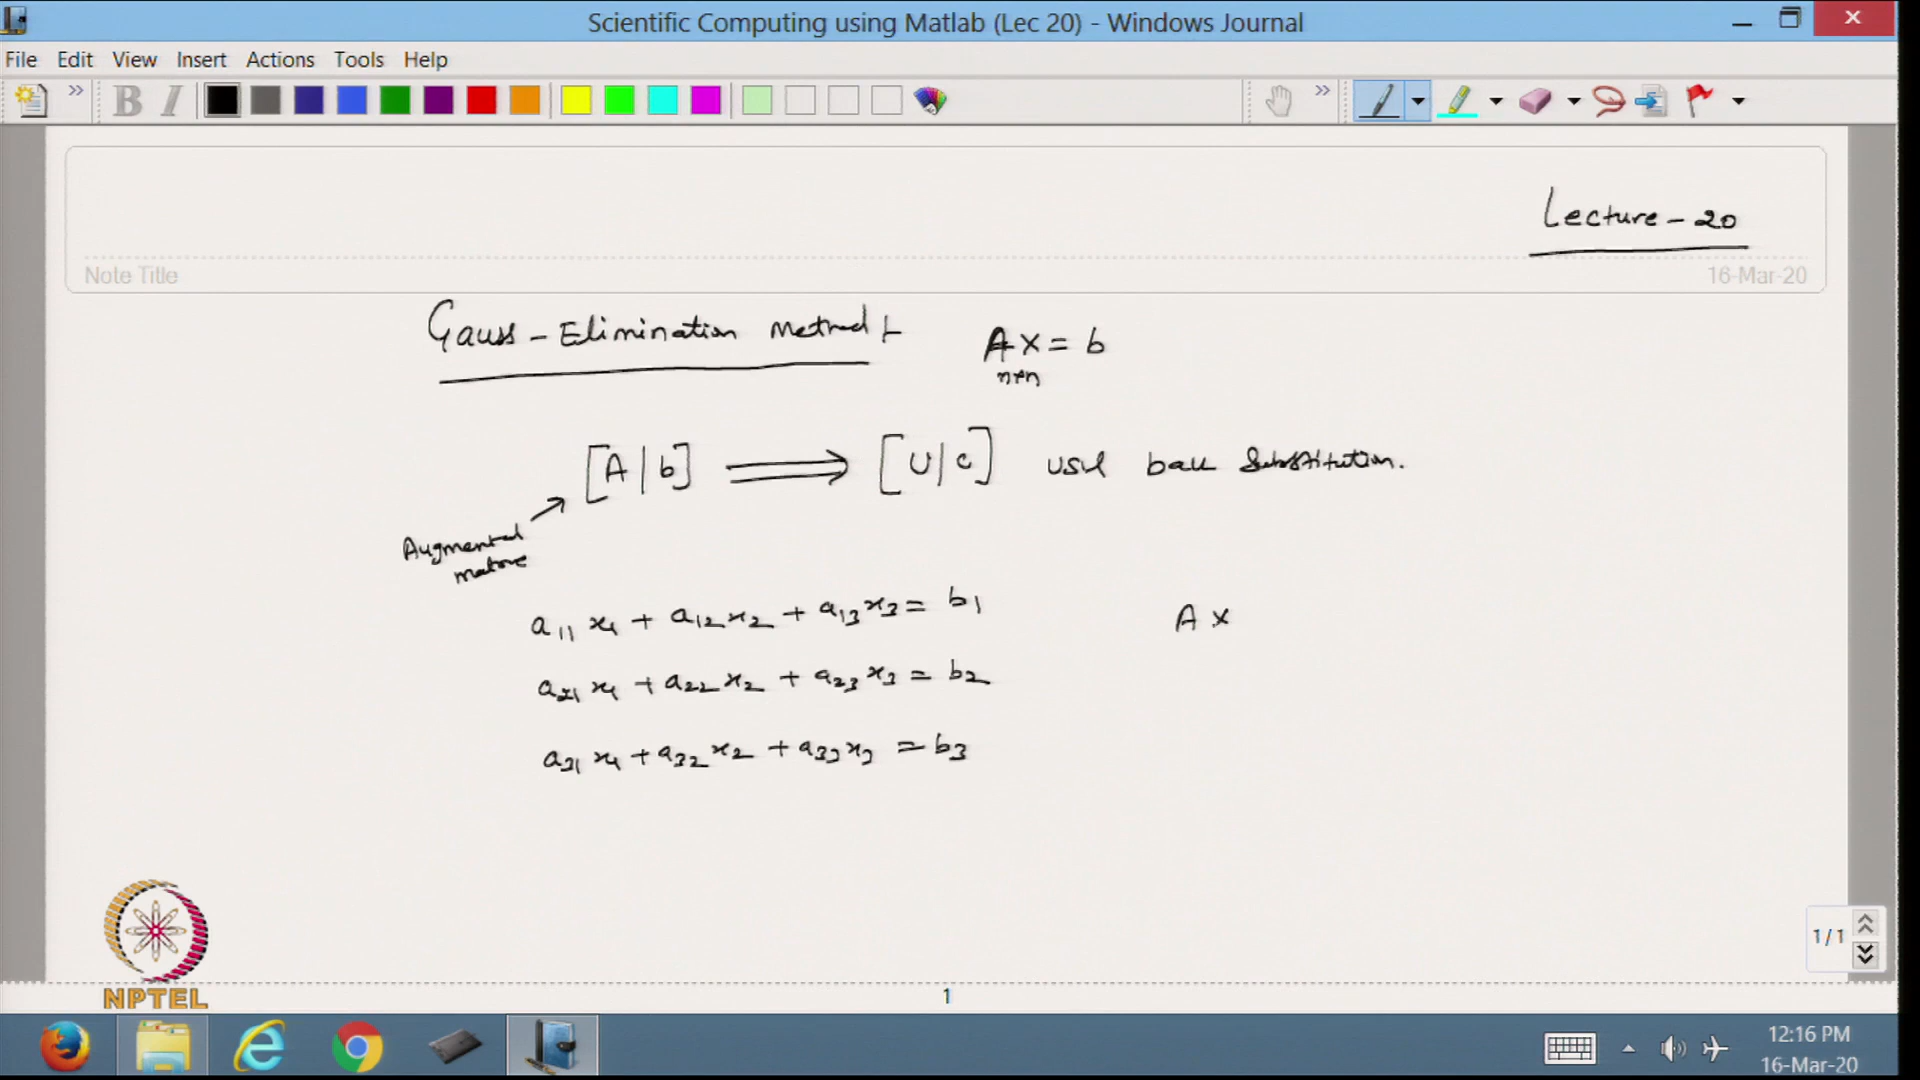 Scientific Computing using Matlab (Lec 20) - Windows Journal
File Edit View Insert Actions Tools Help
B I
Lecture - 20
Note Title
16-Mar-20
Gauss - Elimination Method :-
AX = b
n×n
[A|b] ⟹ [U|c] use back Substitution.
Augmented
matrix
a11 x1 + a12 x2 + a13 x3 = b1
A X
a21 x1 + a22 x2 + a23 x3 = b2
a31 x1 + a32 x2 + a33 x3 = b3
1 / 1
NPTEL
1
12:16 PM
16-Mar-20